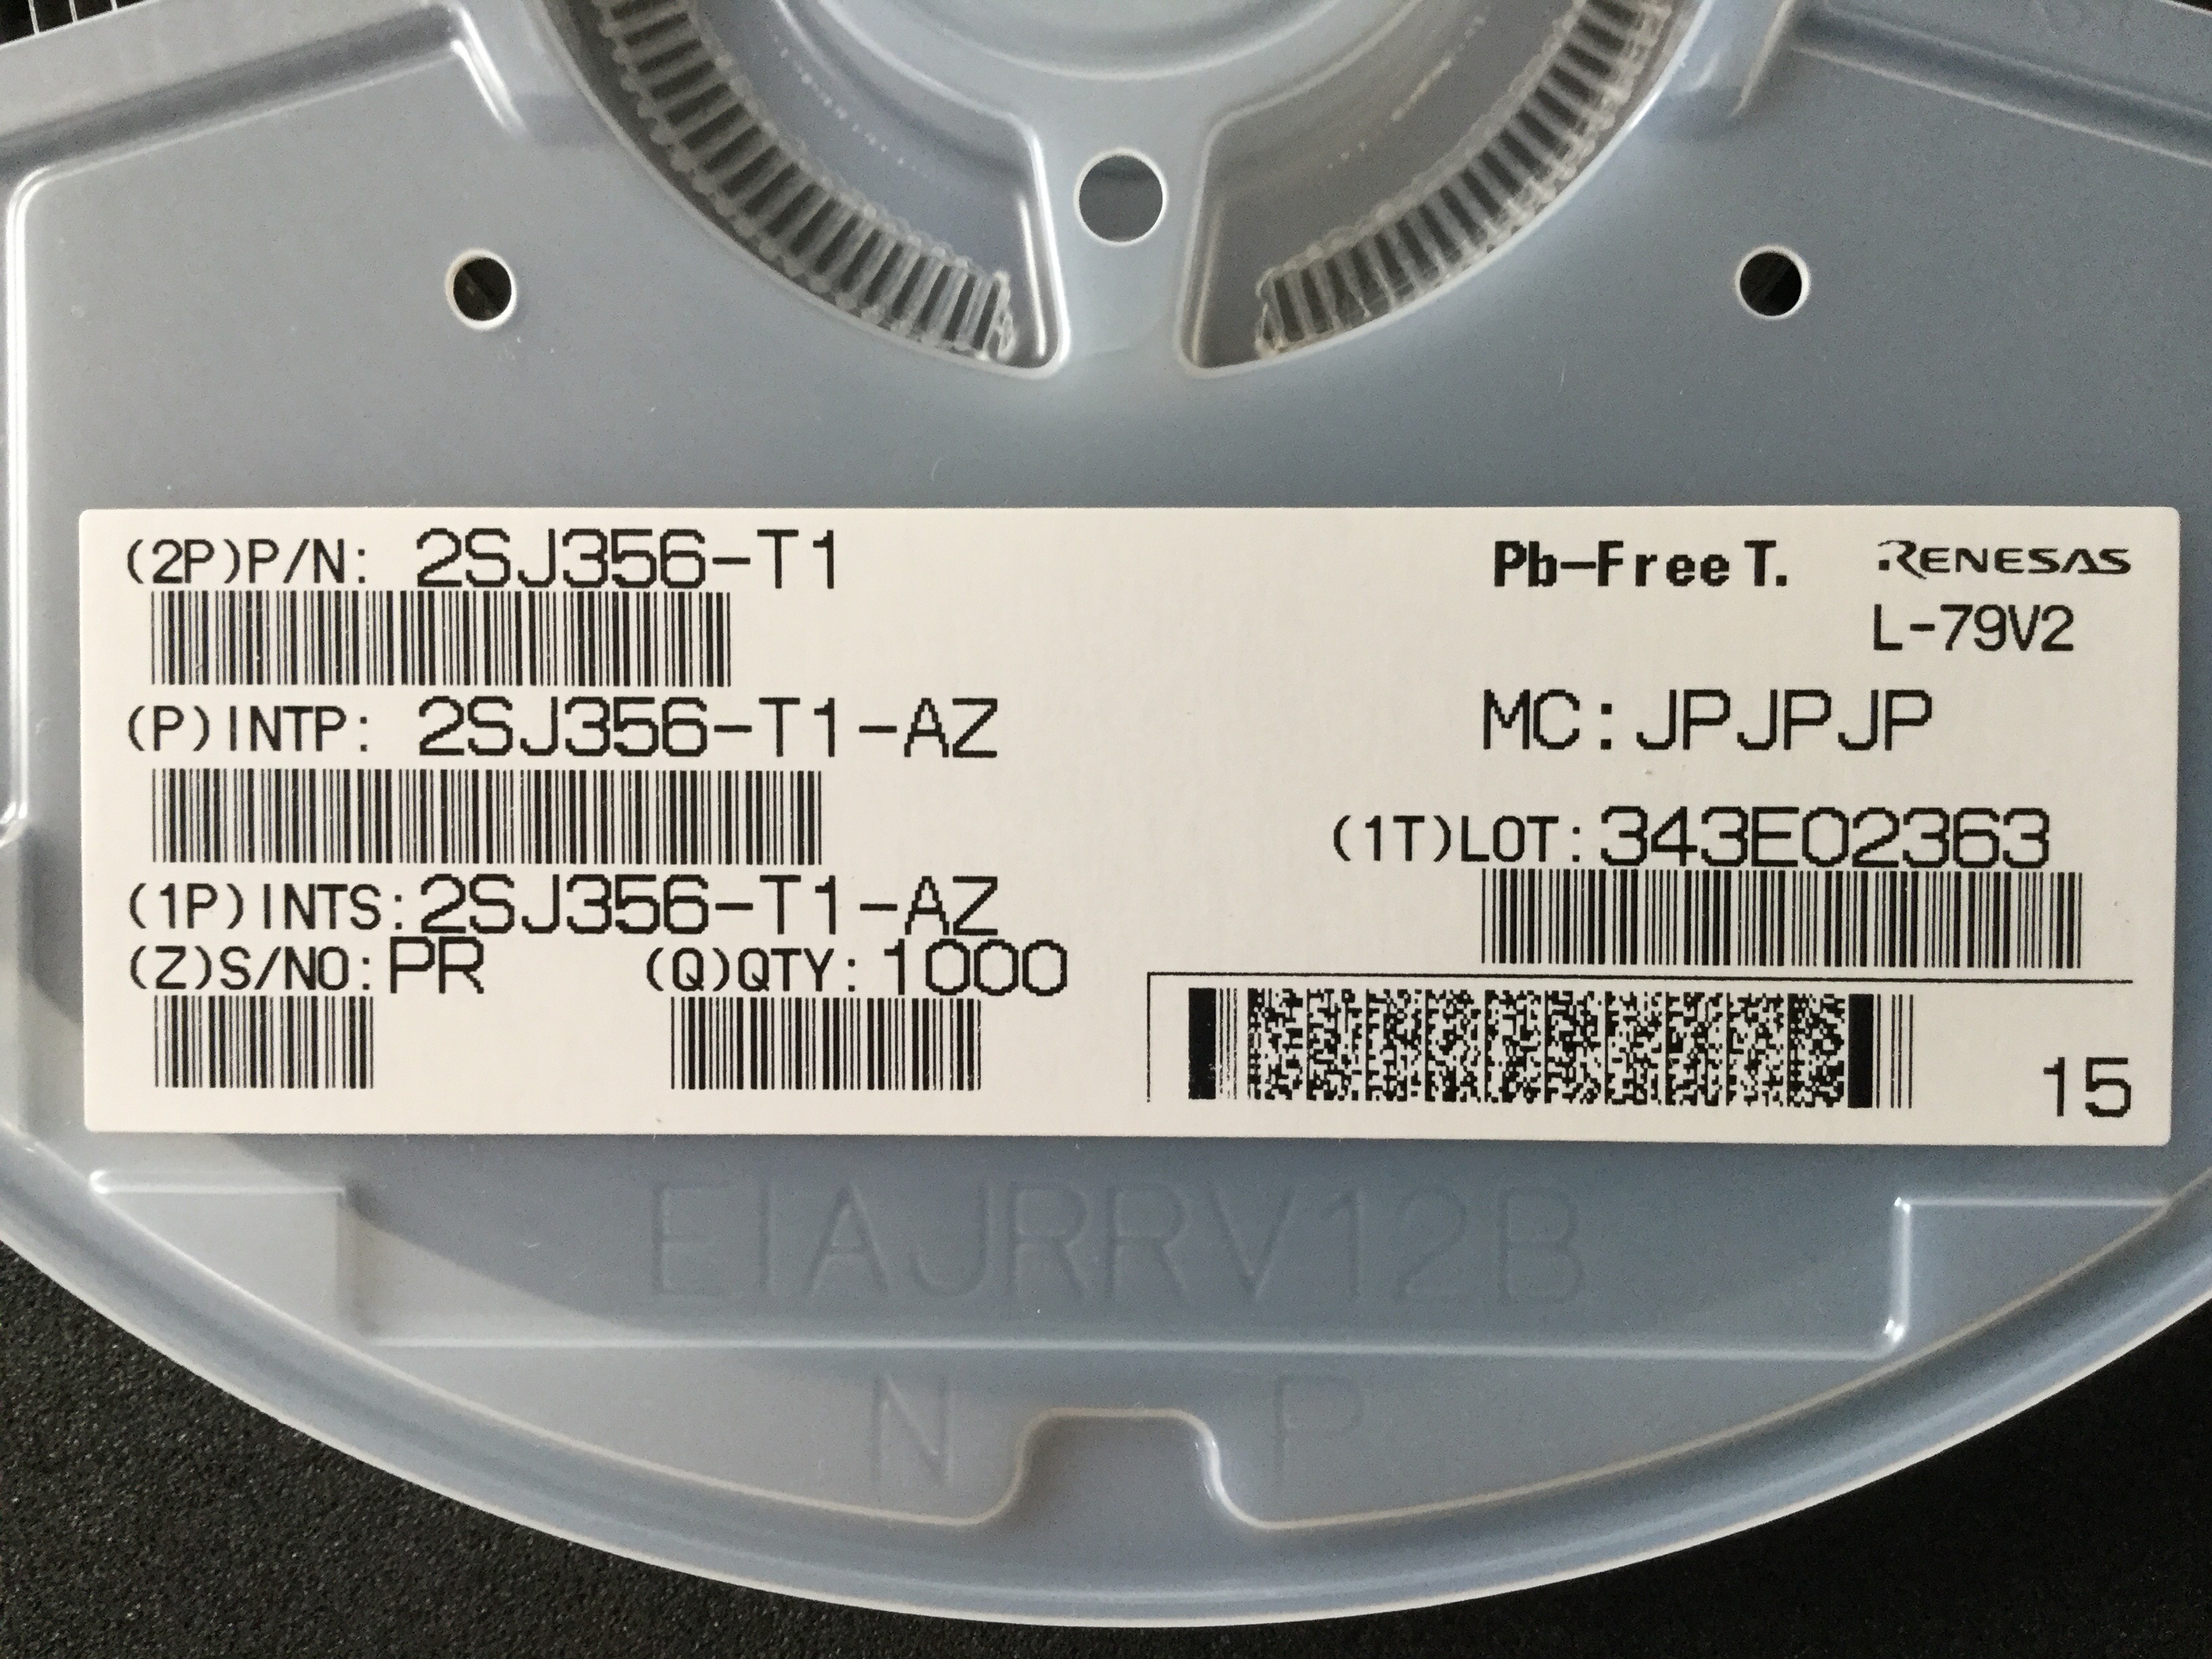 (2P)P/N: 2SJ356-T1
Pb-Free T. RENESAS
L-79V2
(P)INTP: 2SJ356-T1-AZ
MC:JPJPJP
(1T)LOT:343E02363
(1P)INTS:2SJ356-T1-AZ
(Z)S/NO:PR (Q)QTY:1000
15
EIAJRRV12B
N P